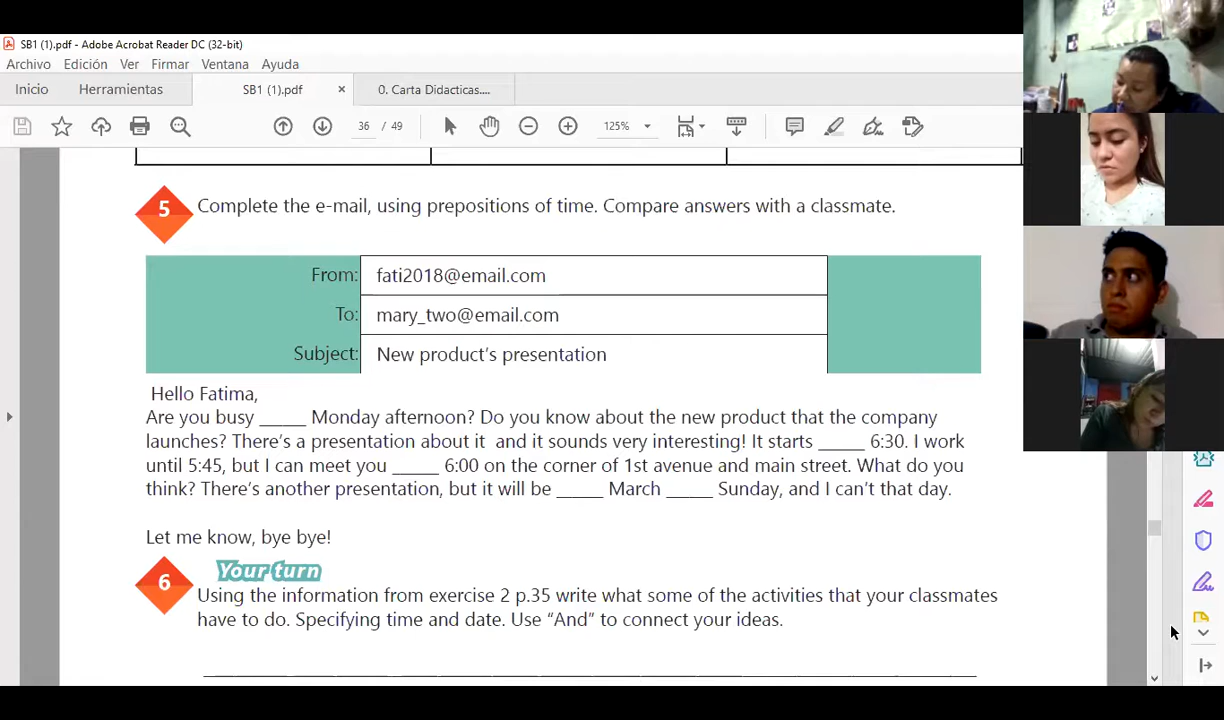 SB1 (1).pdf - Adobe Acrobat Reader DC (32-bit)
Archivo Edición Ver Firmar Ventana Ayuda
Inicio Herramientas SB1 (1).pdf × 0. Carta Didacticas....
36 / 49 125%
5 Complete the e-mail, using prepositions of time. Compare answers with a classmate.
From: fati2018@email.com
To: mary_two@email.com
Subject: New product's presentation
Hello Fatima,
Are you busy _____ Monday afternoon? Do you know about the new product that the company
launches? There's a presentation about it and it sounds very interesting! It starts _____ 6:30. I work
until 5:45, but I can meet you _____ 6:00 on the corner of 1st avenue and main street. What do you
think? There's another presentation, but it will be _____ March _____ Sunday, and I can't that day.
Let me know, bye bye!
6 Your turn
Using the information from exercise 2 p.35 write what some of the activities that your classmates
have to do. Specifying time and date. Use “And” to connect your ideas.